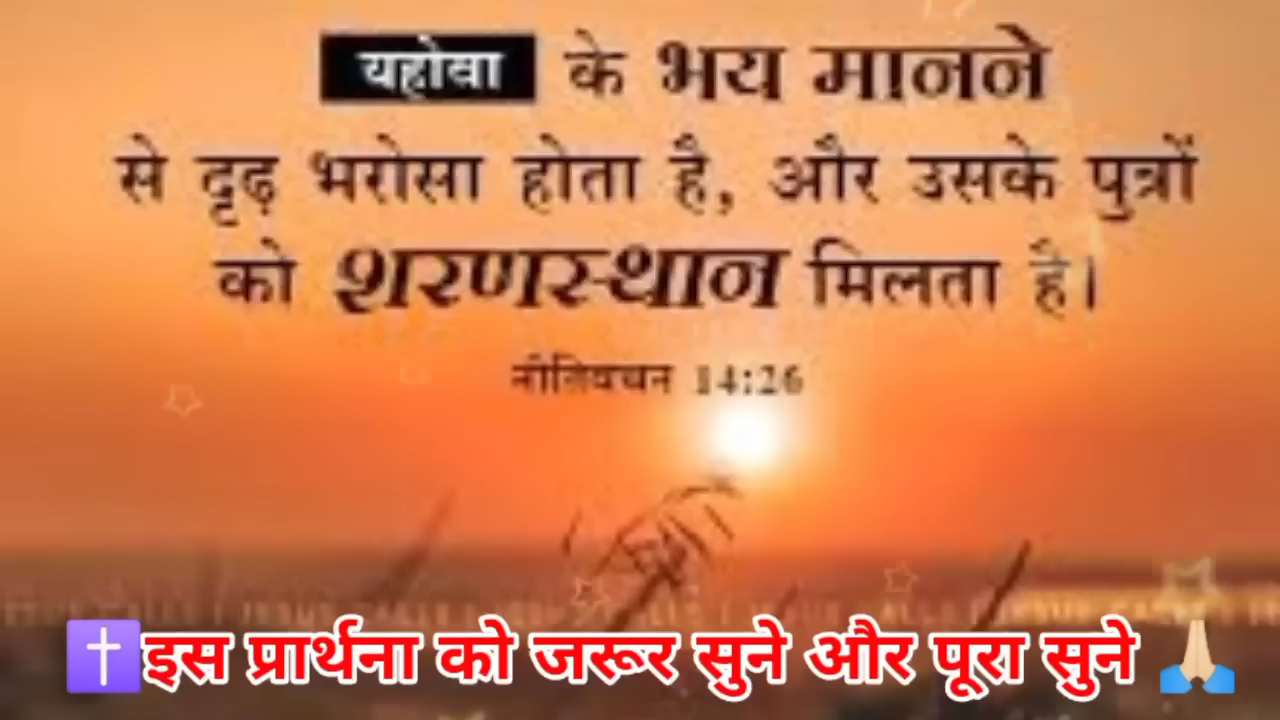 यहोवा के भय मानने
से दृढ़ भरोसा होता है, और उसके पुत्रों
को शरणस्थान मिलता है।
नीतिवचन 14:26
इस प्रार्थना को जरूर सुने और पूरा सुने